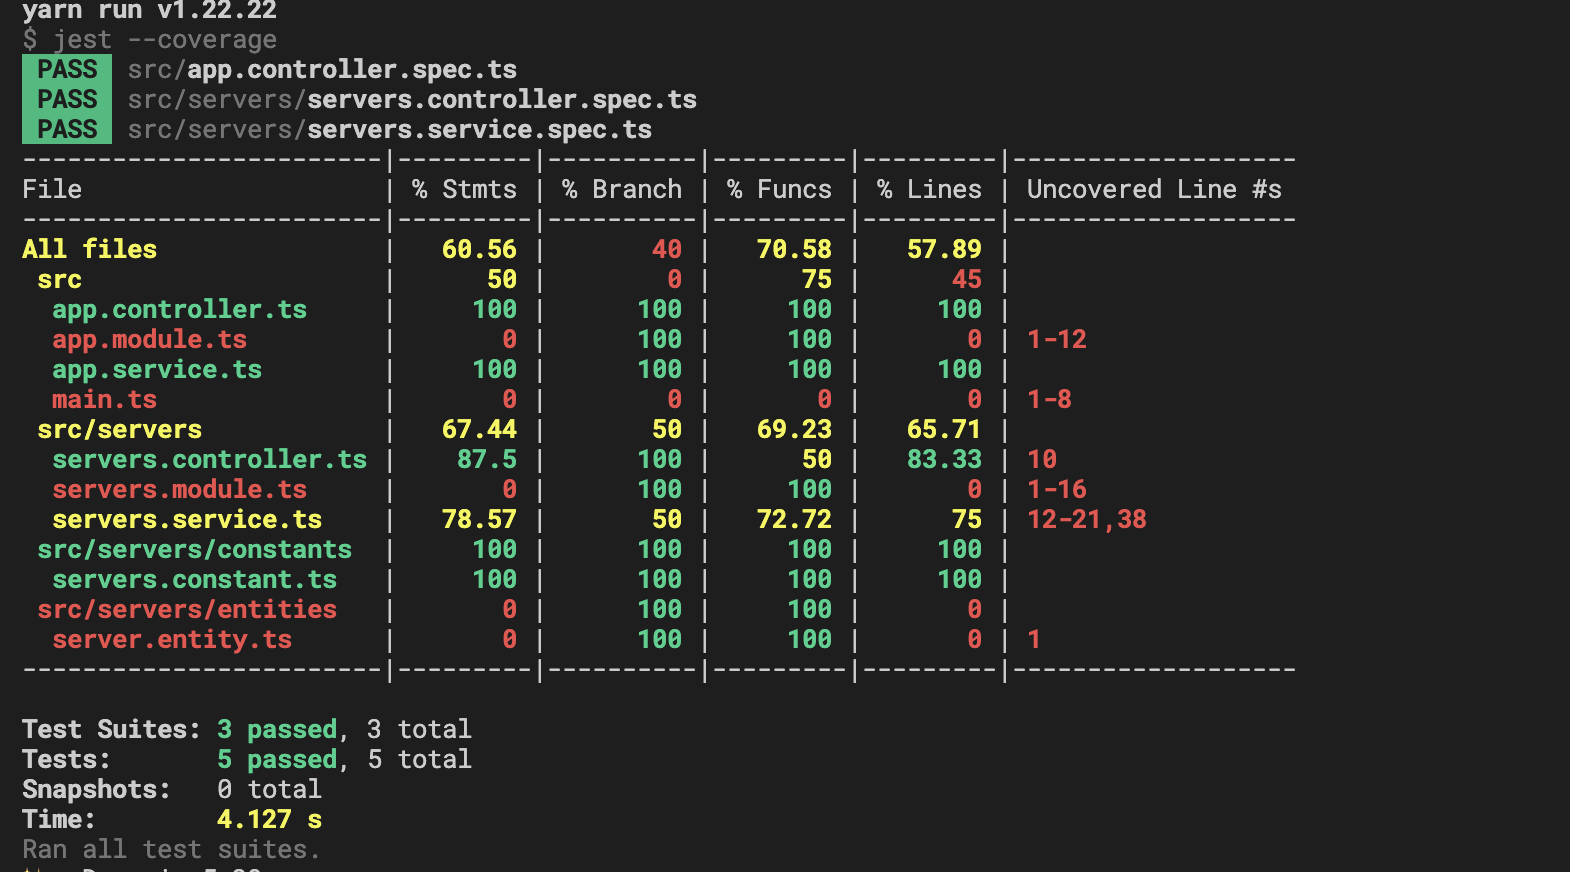 yarn run v1.22.22
$ jest --coverage
PASS src/app.controller.spec.ts
PASS src/servers/servers.controller.spec.ts
PASS src/servers/servers.service.spec.ts
------------------------|---------|----------|---------|---------|-------------------
File | % Stmts | % Branch | % Funcs | % Lines | Uncovered Line #s
------------------------|---------|----------|---------|---------|-------------------
All files | 60.56 | 40 | 70.58 | 57.89 |
src | 50 | 0 | 75 | 45 |
app.controller.ts | 100 | 100 | 100 | 100 |
app.module.ts | 0 | 100 | 100 | 0 | 1-12
app.service.ts | 100 | 100 | 100 | 100 |
main.ts | 0 | 0 | 0 | 0 | 1-8
src/servers | 67.44 | 50 | 69.23 | 65.71 |
servers.controller.ts | 87.5 | 100 | 50 | 83.33 | 10
servers.module.ts | 0 | 100 | 100 | 0 | 1-16
servers.service.ts | 78.57 | 50 | 72.72 | 75 | 12-21,38
src/servers/constants | 100 | 100 | 100 | 100 |
servers.constant.ts | 100 | 100 | 100 | 100 |
src/servers/entities | 0 | 100 | 100 | 0 |
server.entity.ts | 0 | 100 | 100 | 0 | 1
------------------------|---------|----------|---------|---------|-------------------
Test Suites: 3 passed, 3 total
Tests: 5 passed, 5 total
Snapshots: 0 total
Time: 4.127 s
Ran all test suites.